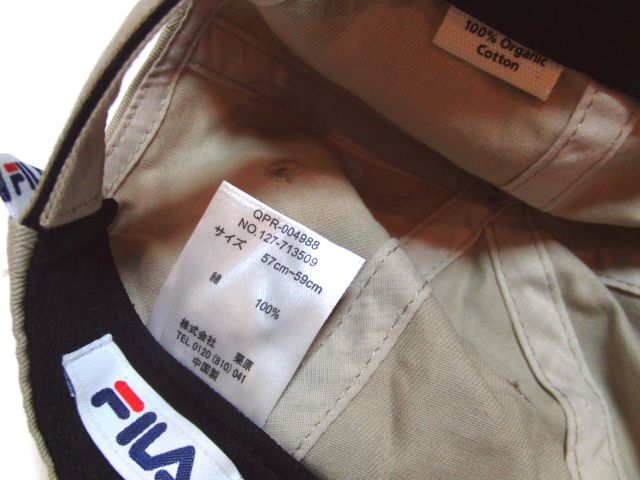 100% Organic
Cotton
QPR-004988
NO.127-713509
サイズ
57cm~59cm
綿 100%
株式会社 栗原
TEL 0120 (810) 041
中国製
FILA
FILA